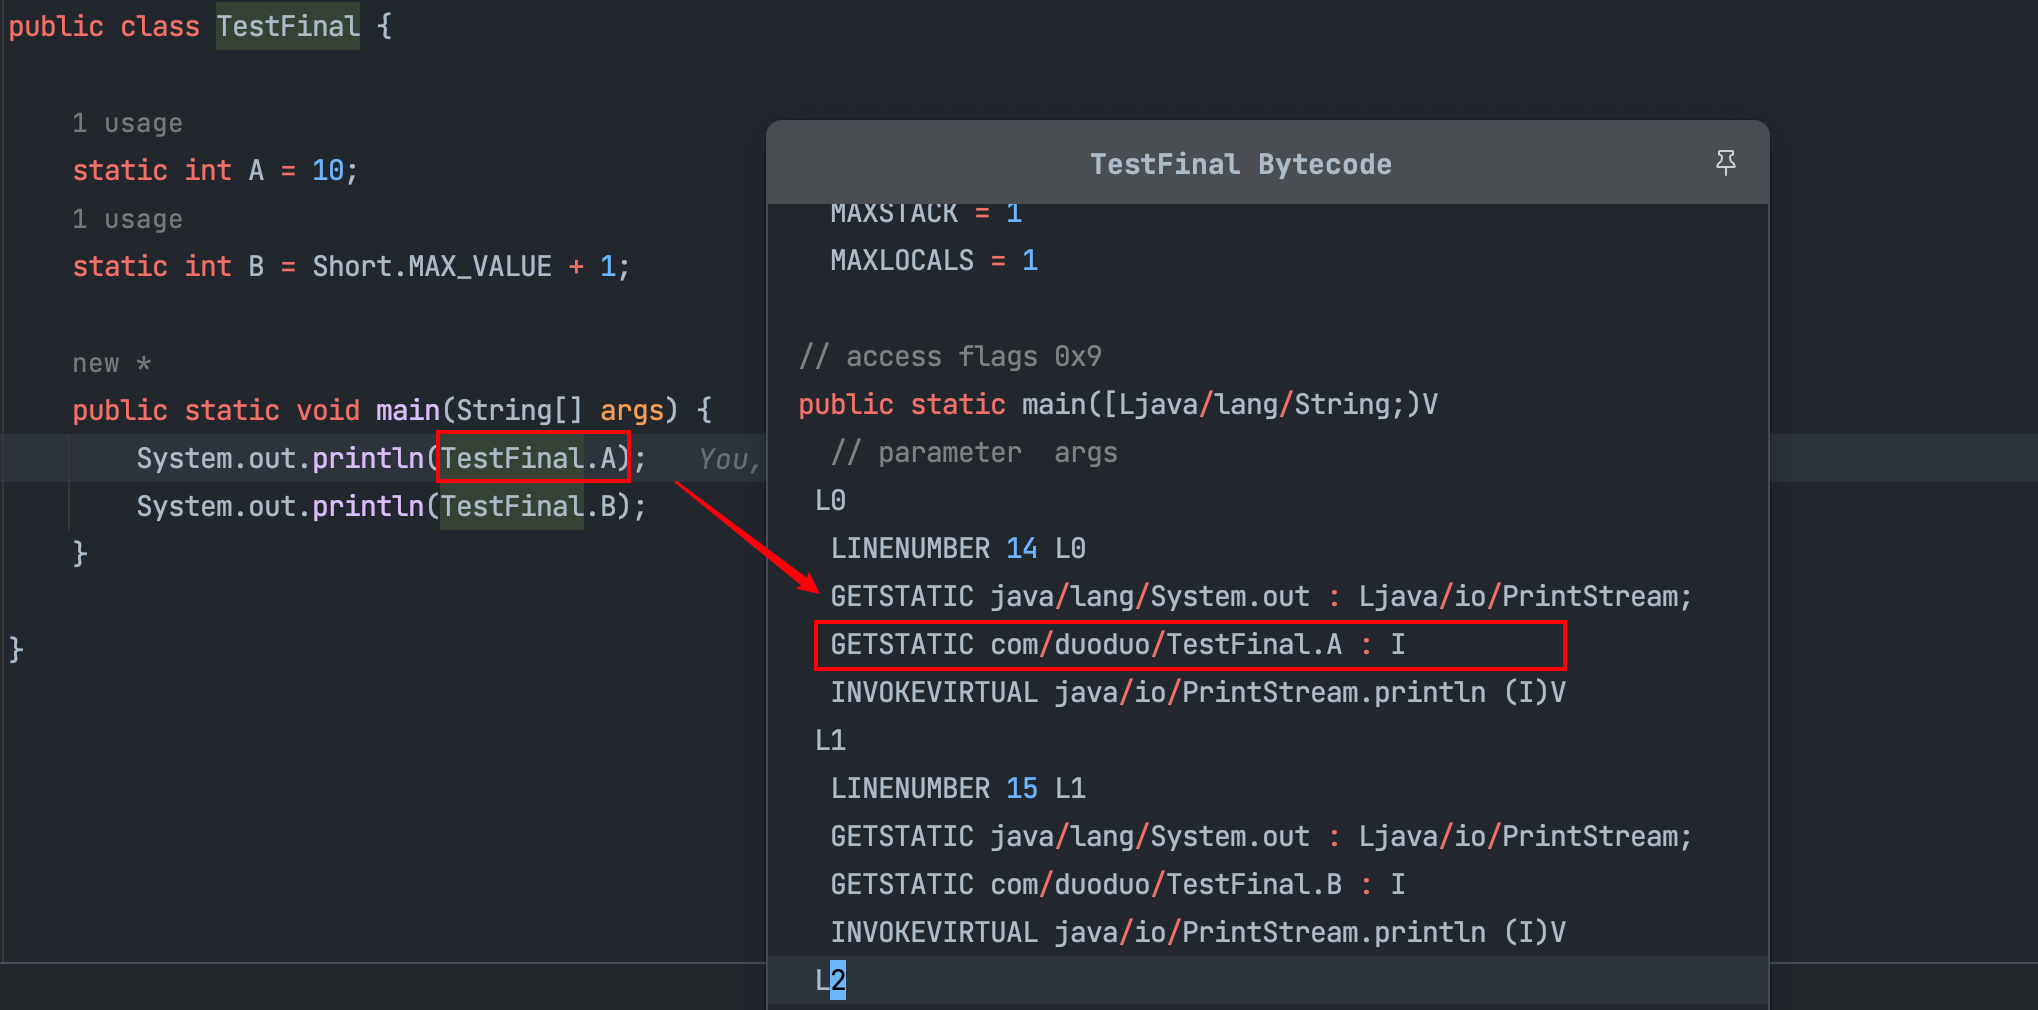 public class TestFinal {
1 usage
static int A = 10;
1 usage
static int B = Short.MAX_VALUE + 1;
new *
public static void main(String[] args) {
System.out.println(TestFinal.A); You,
System.out.println(TestFinal.B);
}
}
TestFinal Bytecode
MAXSTACK = 1
MAXLOCALS = 1
// access flags 0x9
public static main([Ljava/lang/String;)V
// parameter  args
L0
LINENUMBER 14 L0
GETSTATIC java/lang/System.out : Ljava/io/PrintStream;
GETSTATIC com/duoduo/TestFinal.A : I
INVOKEVIRTUAL java/io/PrintStream.println (I)V
L1
LINENUMBER 15 L1
GETSTATIC java/lang/System.out : Ljava/io/PrintStream;
GETSTATIC com/duoduo/TestFinal.B : I
INVOKEVIRTUAL java/io/PrintStream.println (I)V
L2